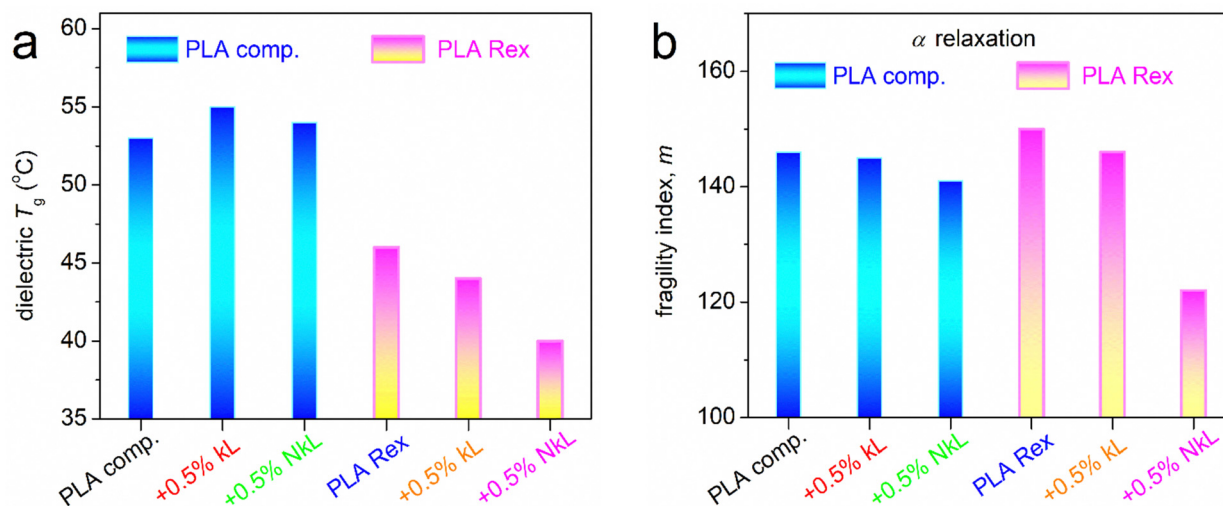 a
PLA comp.
PLA Rex
dielectric Tg (°C)
60
55
50
45
40
35
PLA comp.
+0.5% kL
+0.5% NkL
PLA Rex
+0.5% kL
+0.5% NkL
b
α relaxation
PLA comp.
PLA Rex
fragility index, m
160
140
120
100
PLA comp.
+0.5% kL
+0.5% NkL
PLA Rex
+0.5% kL
+0.5% NkL